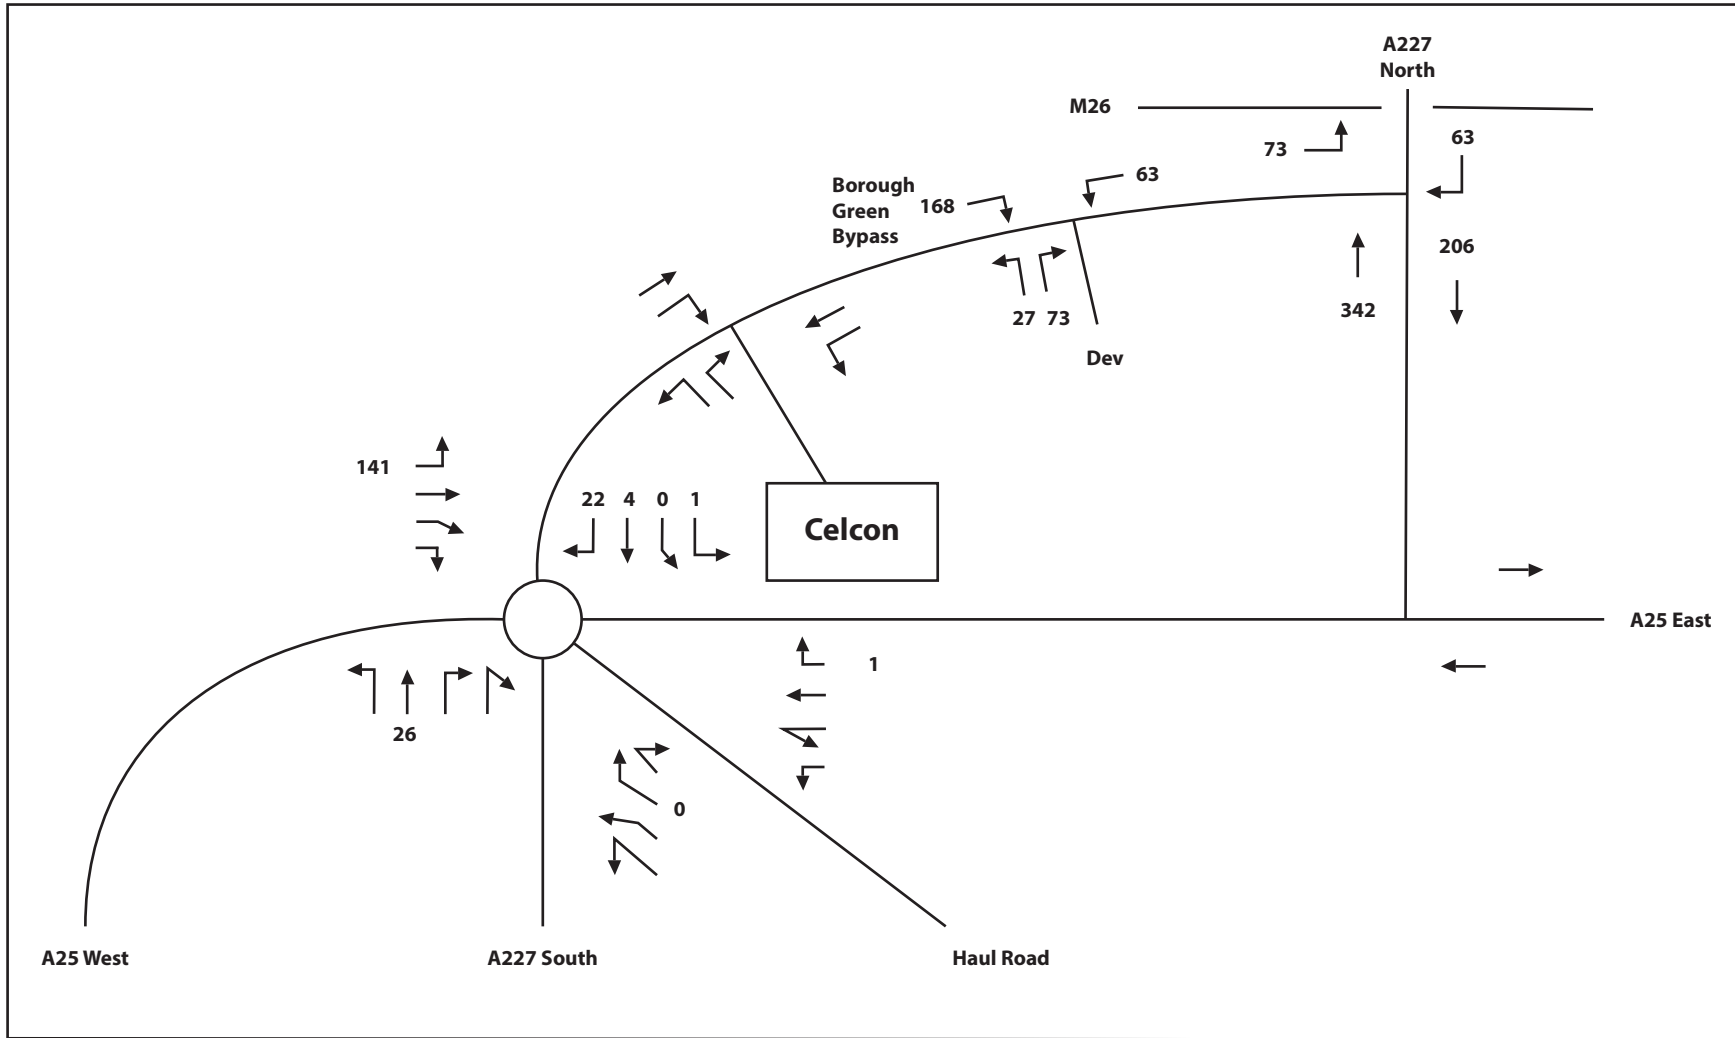 A227
North
M26
63
73
63
Borough
Green
Bypass
168
206
342
27
73
Dev
141
22
4
0
1
Celcon
A25 East
1
26
0
A25 West
A227 South
Haul Road